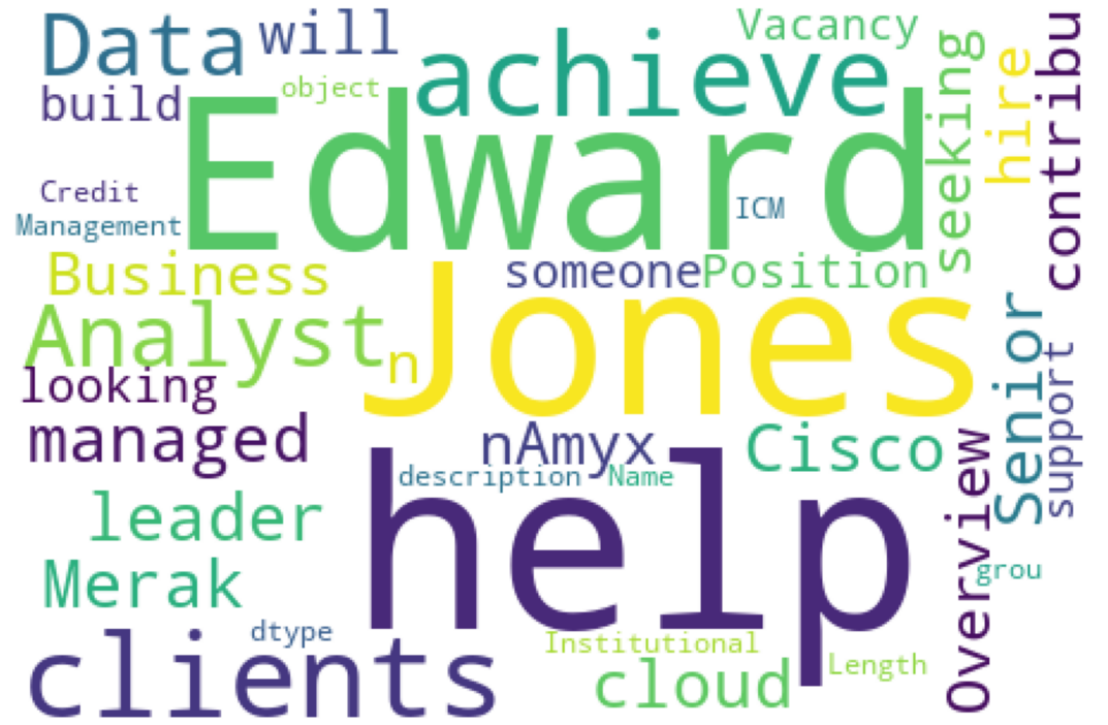 Data
will
achieve
Vacancy
seeking
hire
contribu
build
object
Edward
Credit
Management
ICM
Business
someone
Position
Analyst
n
Jones
Senior
support
looking
managed
nAmyx
Cisco
description
Name
help
Overview
leader
Merak
grou
dtype
clients
Institutional
cloud
Length